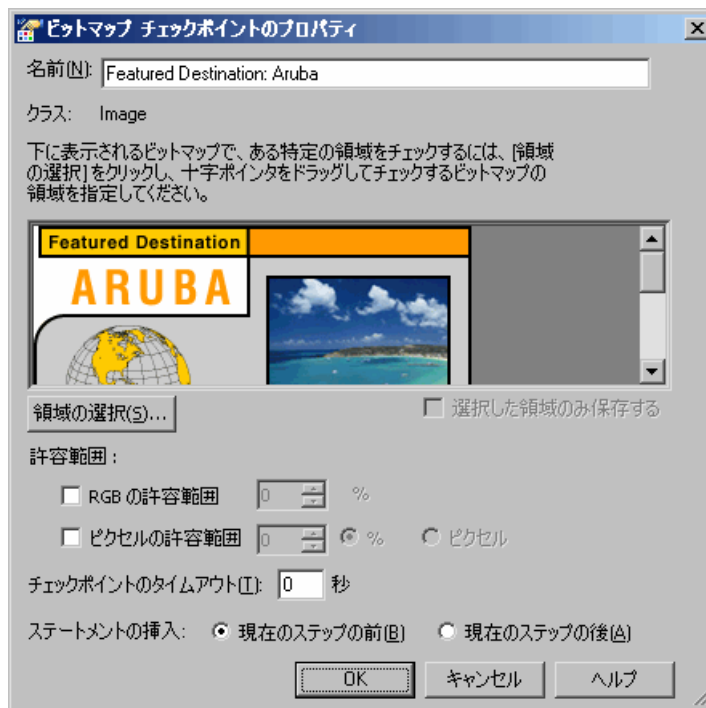 ビットマップ チェックポイントのプロパティ
名前(N): Featured Destination: Aruba
クラス: Image
下に表示されるビットマップで、ある特定の領域をチェックするには、[領域
の選択]をクリックし、十字ポインタをドラッグしてチェックするビットマップの
領域を指定してください。
Featured Destination
ARUBA
領域の選択(S)... 選択した領域のみ保存する
許容範囲:
RGB の許容範囲 0 %
ピクセルの許容範囲 0 % ピクセル
チェックポイントのタイムアウト(T): 0 秒
ステートメントの挿入: 現在のステップの前(B) 現在のステップの後(A)
OK キャンセル ヘルプ